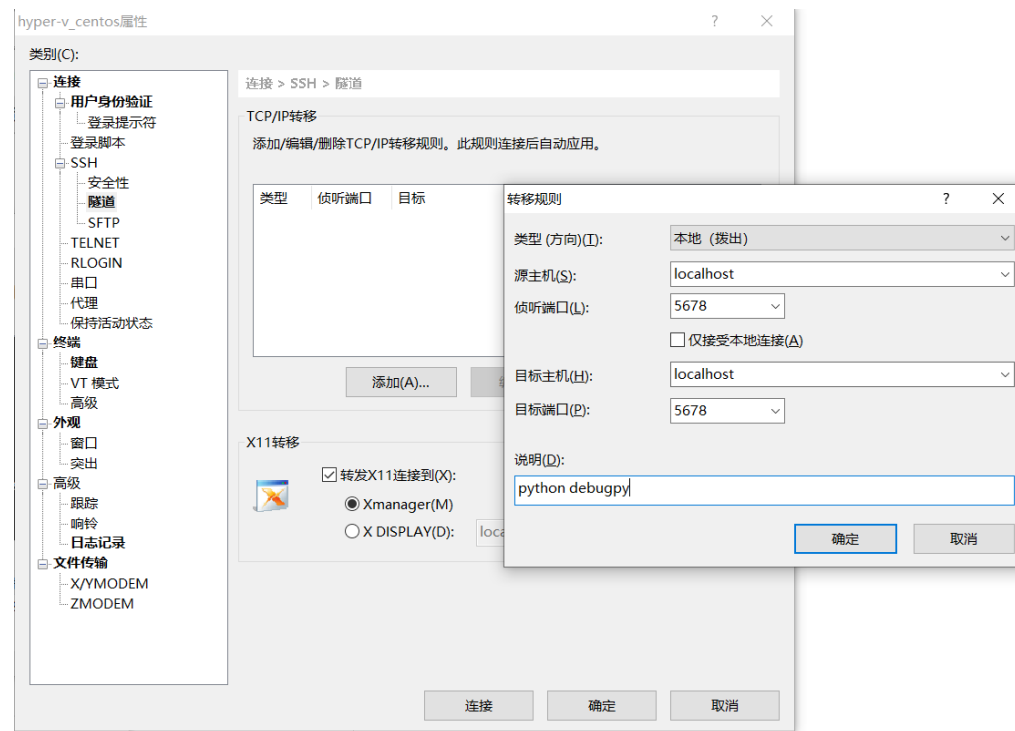 hyper-v_centos属性
?
类别(C):
连接
用户身份验证
登录提示符
登录脚本
SSH
安全性
隧道
SFTP
TELNET
RLOGIN
串口
代理
保持活动状态
终端
键盘
VT 模式
高级
外观
窗口
突出
高级
跟踪
响铃
日志记录
文件传输
X/YMODEM
ZMODEM
连接 > SSH > 隧道
TCP/IP转移
添加/编辑/删除TCP/IP转移规则。此规则连接后自动应用。
类型 侦听端口 目标
添加(A)...
X11转移
转发X11连接到(X):
Xmanager(M)
X DISPLAY(D):
连接 确定 取消
转移规则
?
类型 (方向)(T): 本地（拨出）
源主机(S): localhost
侦听端口(L): 5678
仅接受本地连接(A)
目标主机(H): localhost
目标端口(P): 5678
说明(D):
python debugpy
确定 取消